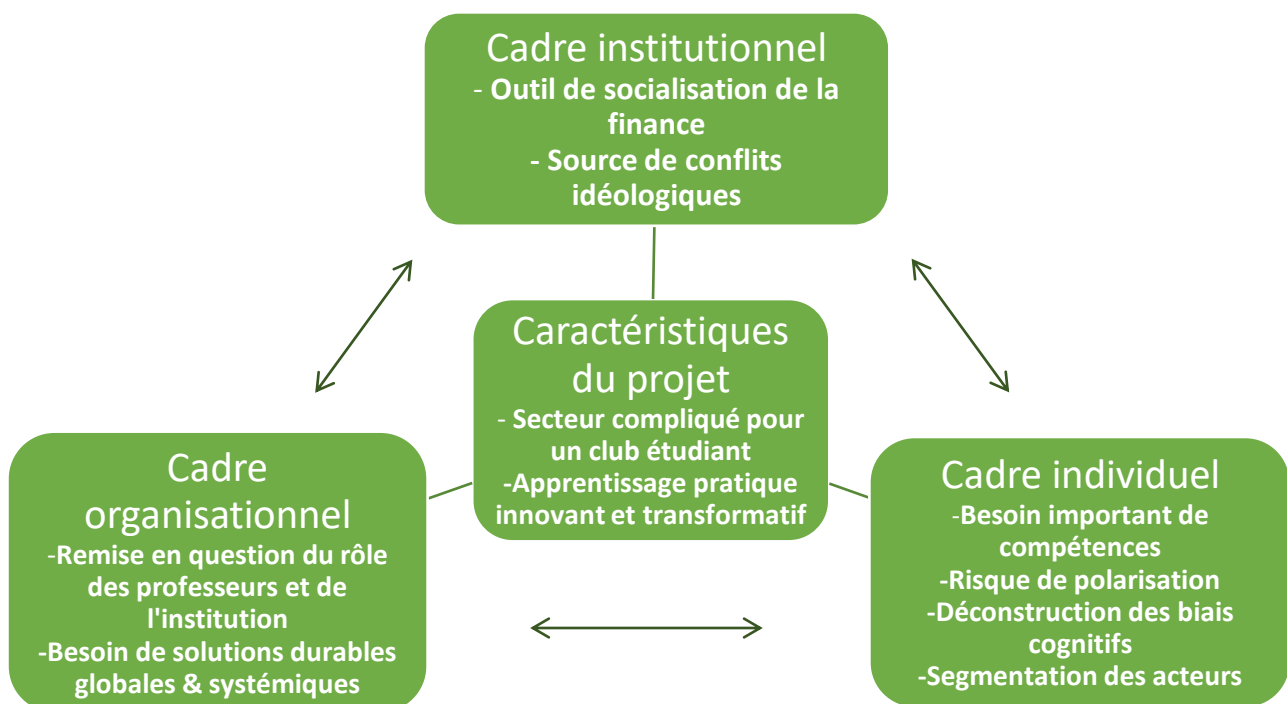 Cadre institutionnel
- Outil de socialisation de la
finance
- Source de conflits
idéologiques
Caractéristiques
du projet
- Secteur compliqué pour
un club étudiant
-Apprentissage pratique
innovant et transformatif
Cadre
organisationnel
-Remise en question du rôle
des professeurs et de
l'institution
-Besoin de solutions durables
globales & systémiques
Cadre individuel
-Besoin important de
compétences
-Risque de polarisation
-Déconstruction des biais
cognitifs
-Segmentation des acteurs